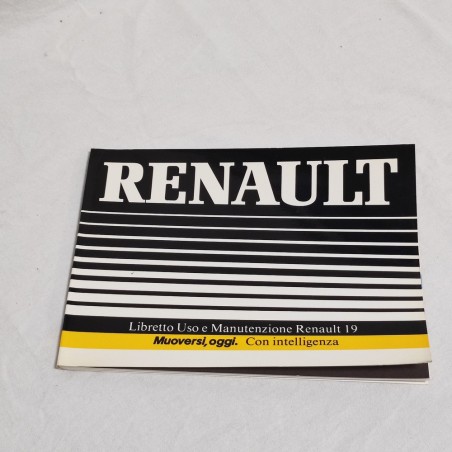 RENAULT
Libretto Uso e Manutenzione Renault 19
Muoversi, oggi. Con intelligenza